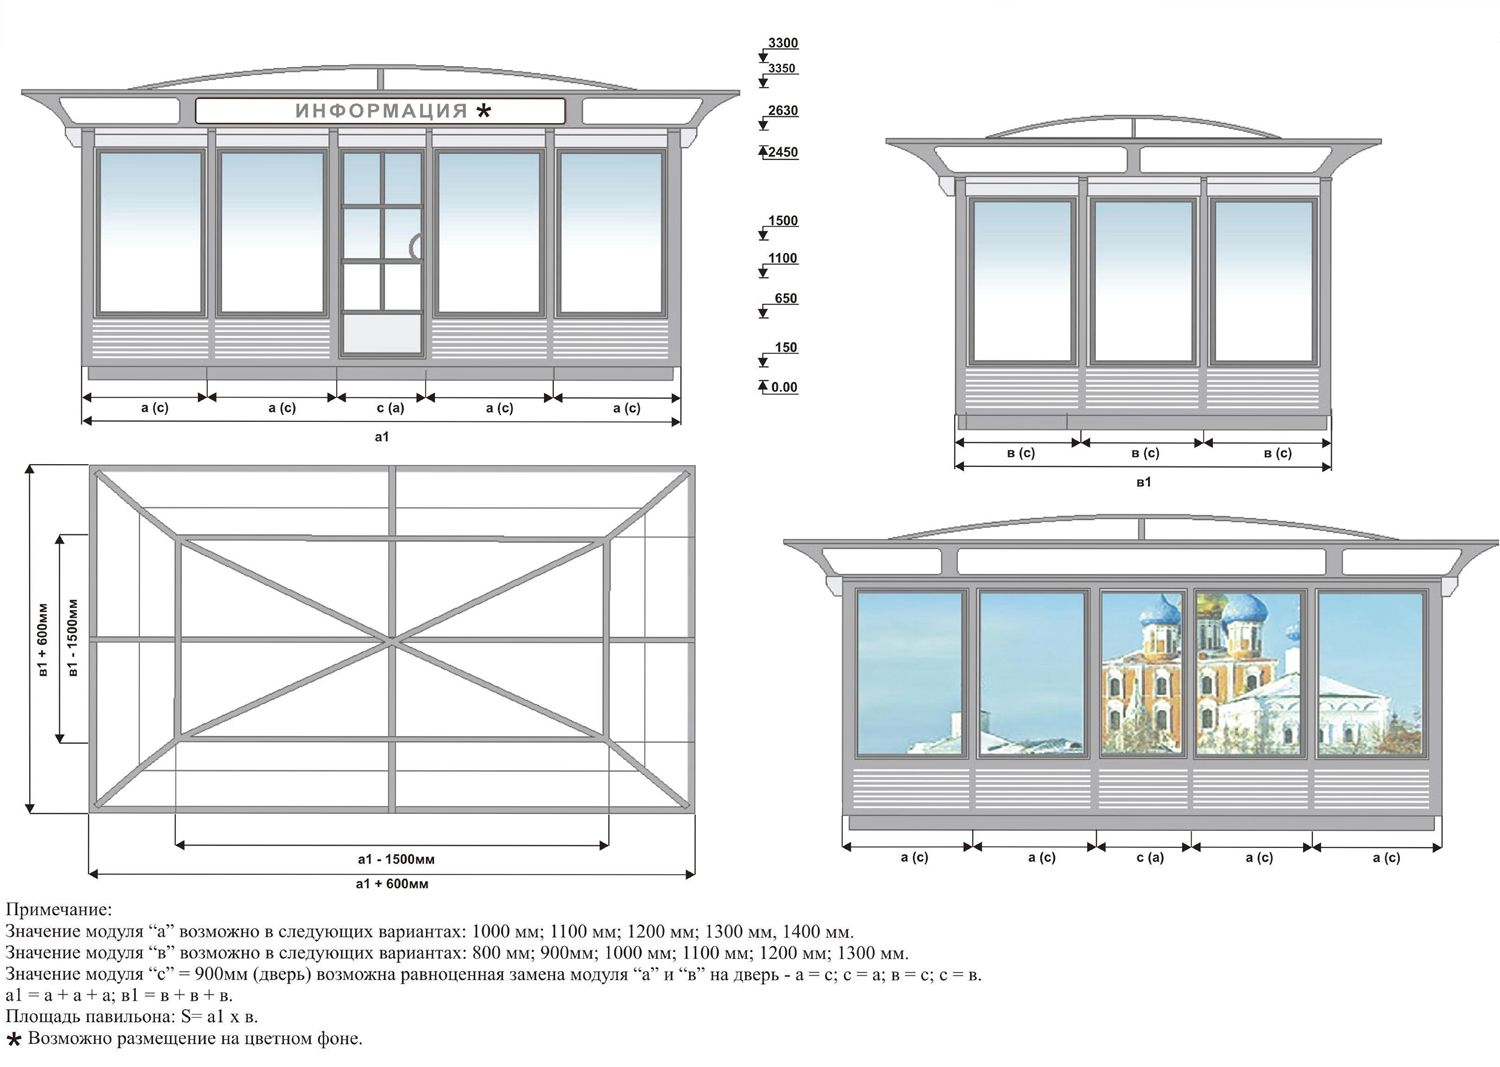 ИНФОРМАЦИЯ *
3300
3350
2630
2450
1500
1100
650
150
0.00
а (с) а (с) с (а) а (с) а (с)
а1
в (с) в (с) в (с)
в1
в1 + 600мм
в1 - 1500мм
а1 - 1500мм
а1 + 600мм
а (с) а (с) с (а) а (с) а (с)
Примечание:
Значение модуля “а” возможно в следующих вариантах: 1000 мм; 1100 мм; 1200 мм; 1300 мм, 1400 мм.
Значение модуля “в” возможно в следующих вариантах: 800 мм; 900мм; 1000 мм; 1100 мм; 1200 мм; 1300 мм.
Значение модуля “с” = 900мм (дверь) возможна равноценная замена модуля “а” и “в” на дверь - а = с; с = а; в = с; с = в.
а1 = а + а + а; в1 = в + в + в.
Площадь павильона: S= а1 х в.
* Возможно размещение на цветном фоне.